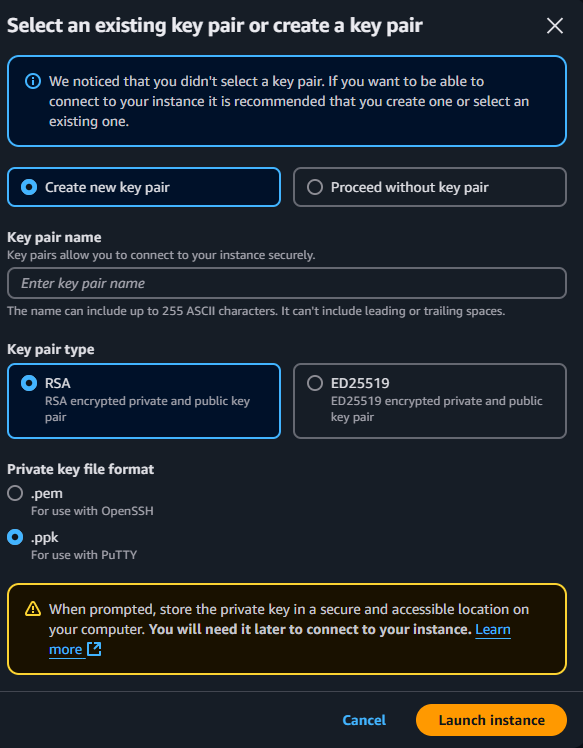 Select an existing key pair or create a key pair
We noticed that you didn't select a key pair. If you want to be able to
connect to your instance it is recommended that you create one or select an
existing one.
Create new key pair
Proceed without key pair
Key pair name
Key pairs allow you to connect to your instance securely.
Enter key pair name
The name can include up to 255 ASCII characters. It can't include leading or trailing spaces.
Key pair type
RSA
RSA encrypted private and public key
pair
ED25519
ED25519 encrypted private and public
key pair
Private key file format
.pem
For use with OpenSSH
.ppk
For use with PuTTY
When prompted, store the private key in a secure and accessible location on
your computer. You will need it later to connect to your instance. Learn
more
Cancel
Launch instance